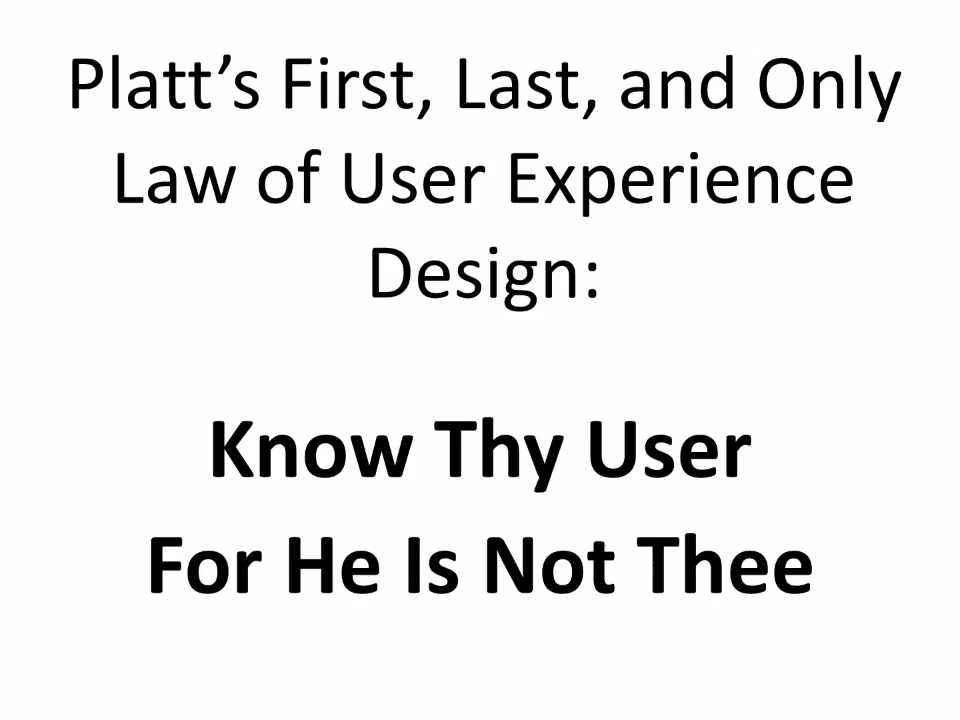 Platt’s First, Last, and Only
Law of User Experience
Design:
Know Thy User
For He Is Not Thee